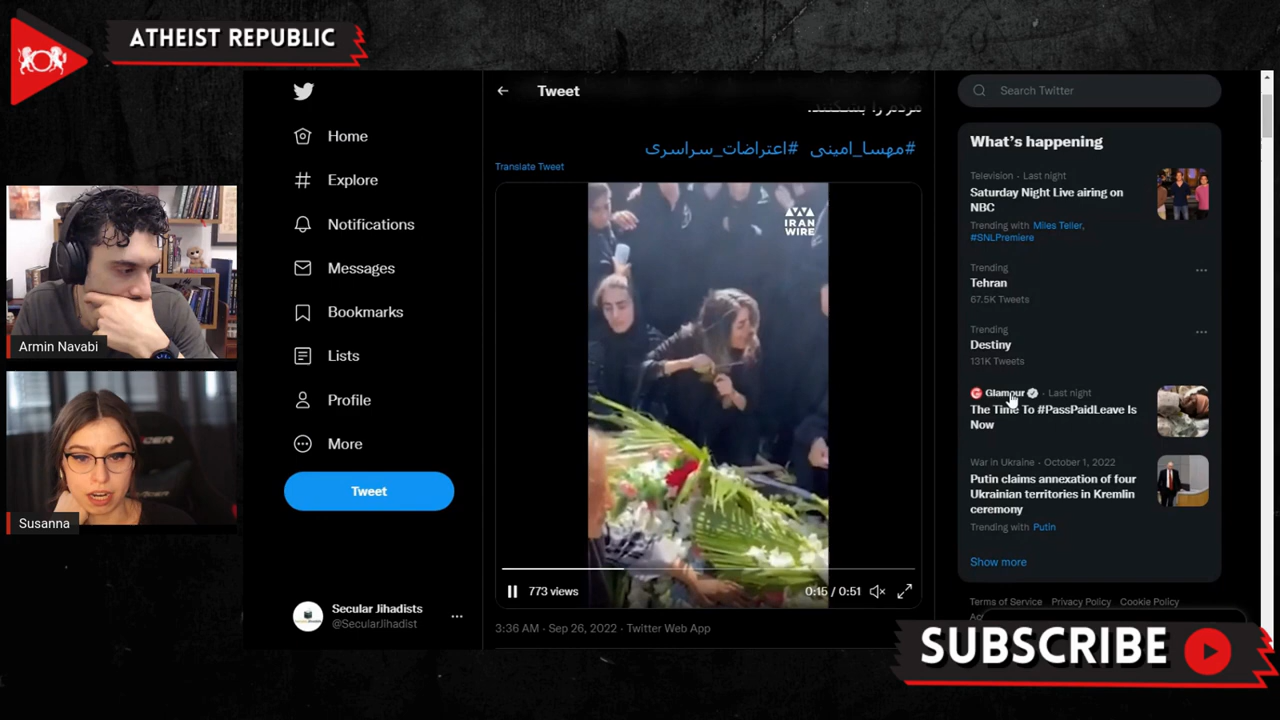 ATHEIST REPUBLIC
Armin Navabi
Susanna
Home
Explore
Notifications
Messages
Bookmarks
Lists
Profile
More
Tweet
Secular Jihadists
@SecularJihadist
Tweet
مردم را بشکنند.
#مهسا_امینی #اعتراضات_سراسری
Translate Tweet
IRAN
WIRE
773 views
0:15 / 0:51
3:36 AM · Sep 26, 2022 · Twitter Web App
Search Twitter
What's happening
Television · Last night
Saturday Night Live airing on
NBC
Trending with Miles Teller,
#SNLPremiere
Trending
Tehran
67.5K Tweets
Trending
Destiny
131K Tweets
Glamour · Last night
The Time To #PassPaidLeave Is
Now
War in Ukraine · October 1, 2022
Putin claims annexation of four
Ukrainian territories in Kremlin
ceremony
Trending with Putin
Show more
Terms of Service Privacy Policy Cookie Policy
SUBSCRIBE